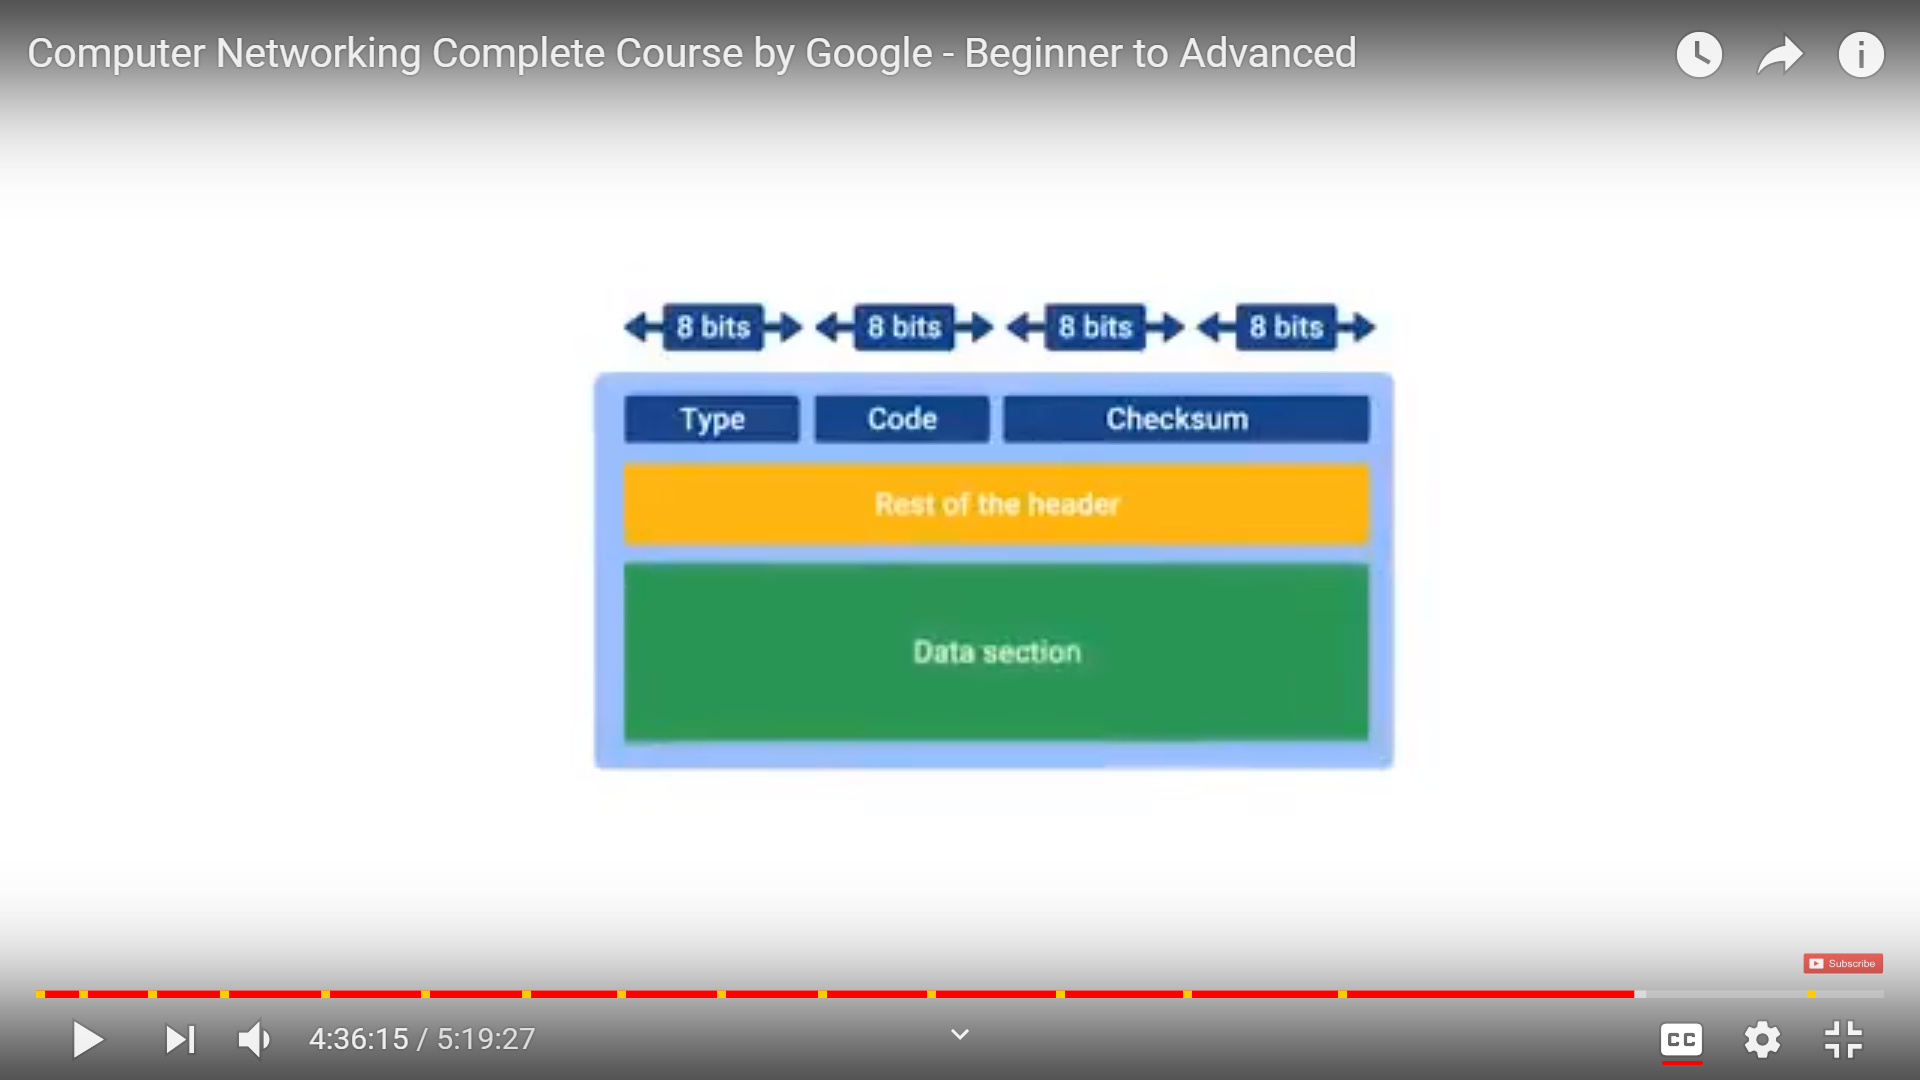 Computer Networking Complete Course by Google - Beginner to Advanced
8 bits 8 bits 8 bits 8 bits
Type Code Checksum
Rest of the header
Data section
Subscribe
4:36:15 / 5:19:27
CC